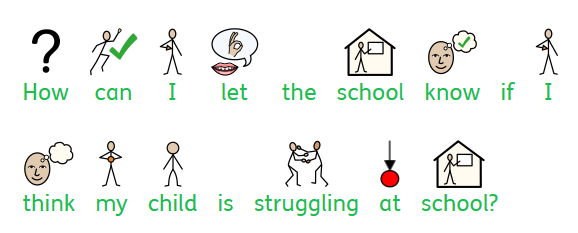 How can I let the school know if I
think my child is struggling at school?